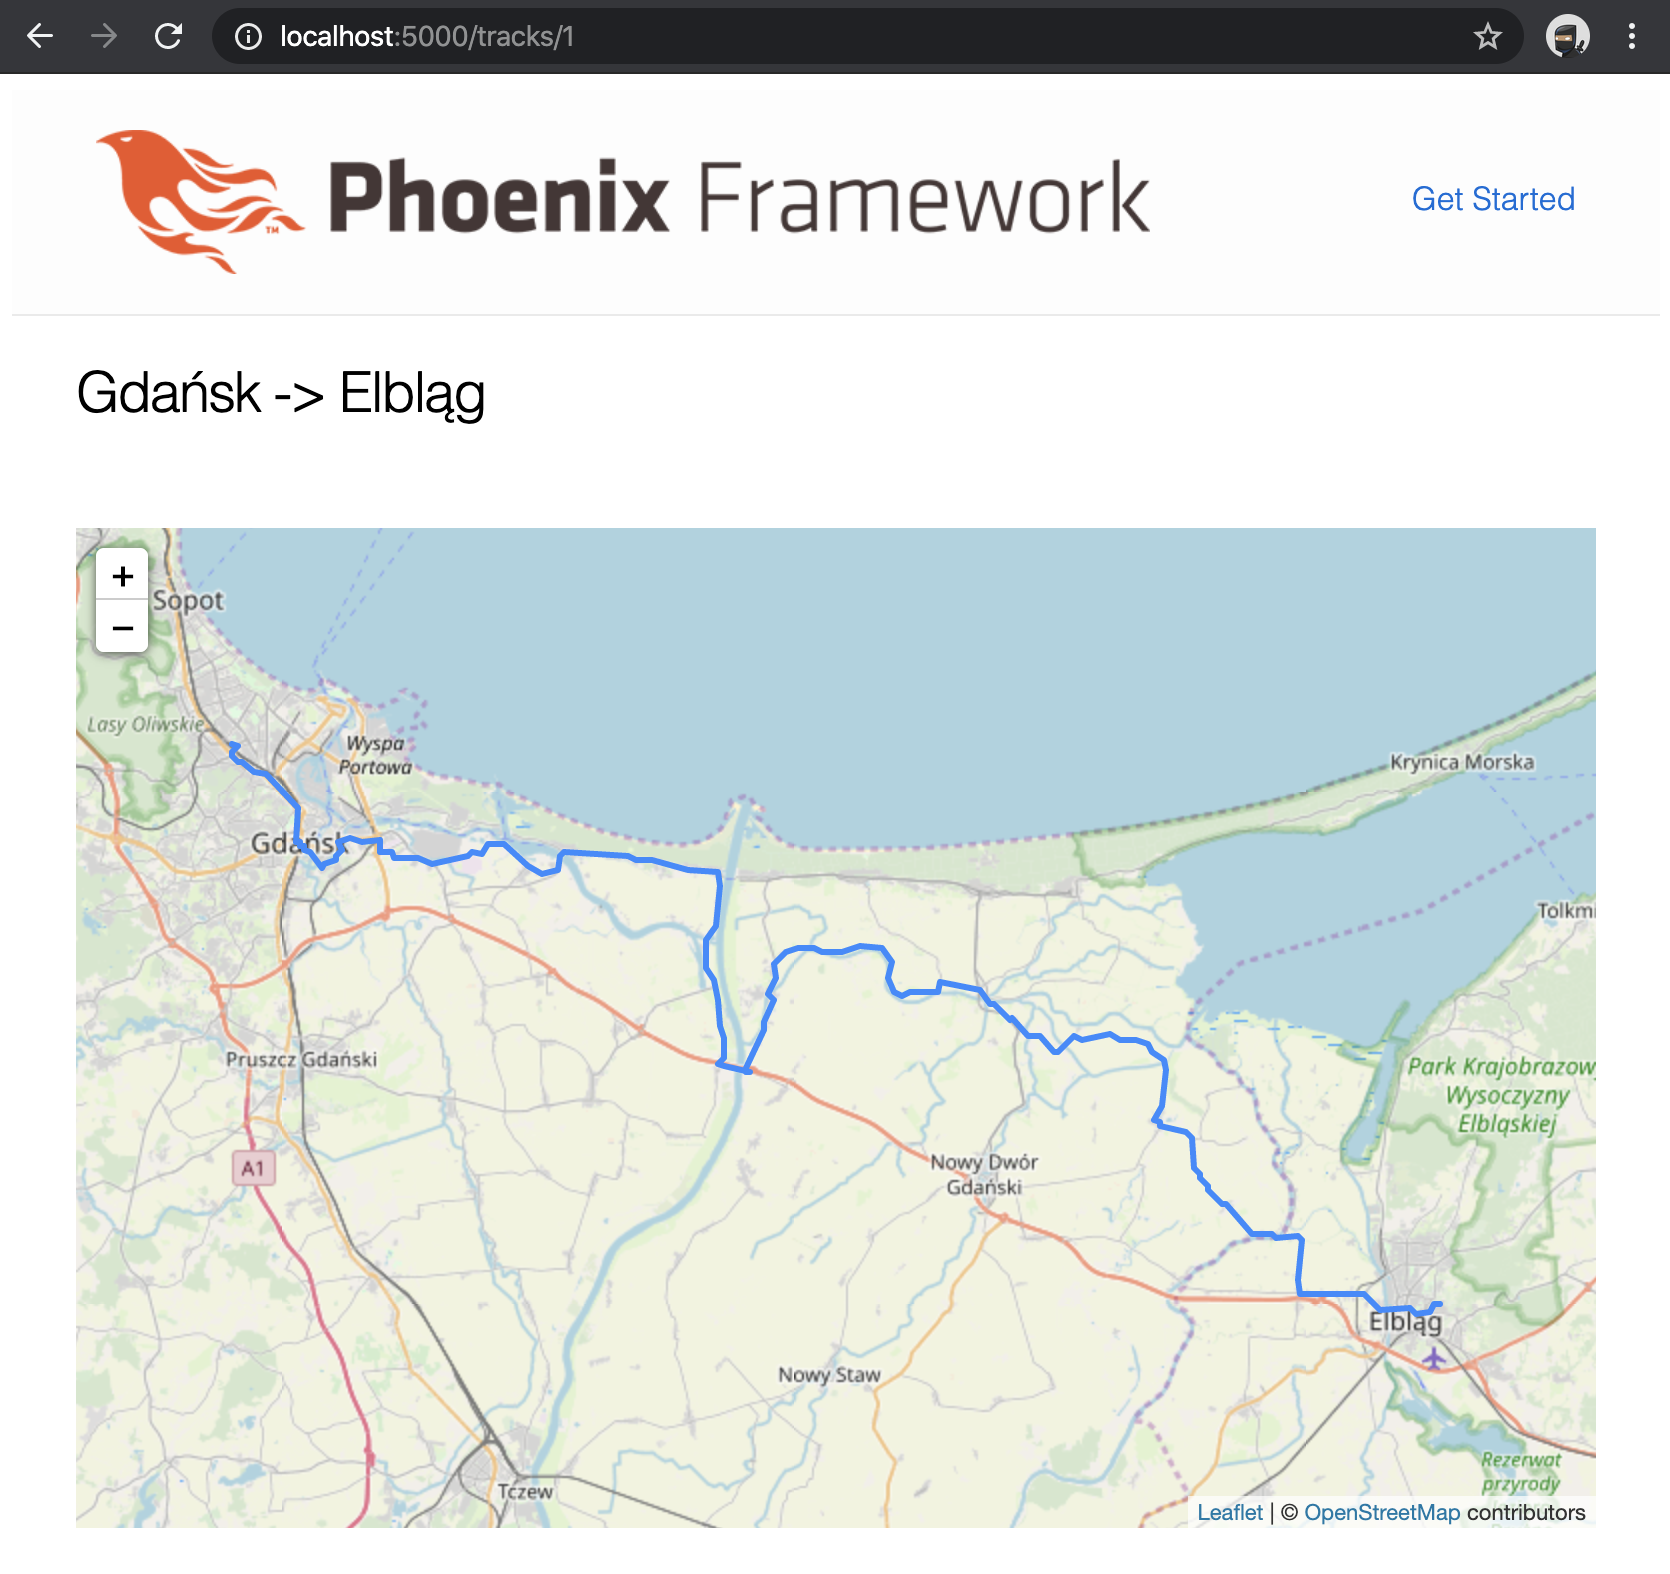 localhost:5000/tracks/1
Phoenix Framework
TM
Get Started
Gdańsk -> Elbląg
+
−
Sopot
Lasy Oliwskie
Wyspa
Portowa
Krynica Morska
Gdańsk
Tolkmi
Pruszcz Gdański
Park Krajobrazow
Wysoczyzny
Elbląskiej
A1
Nowy Dwór
Gdański
Elbląg
Nowy Staw
Rezerwat
przyrody
Tczew
Leaflet | © OpenStreetMap contributors